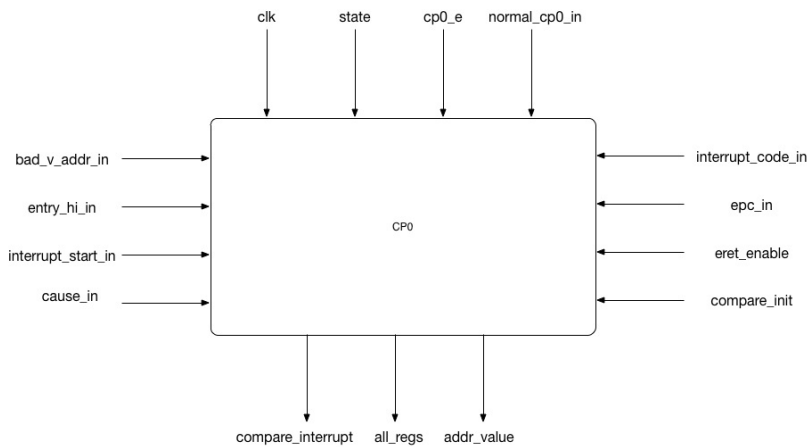 clk state cp0_e normal_cp0_in
bad_v_addr_in
entry_hi_in
interrupt_start_in
cause_in
CP0
interrupt_code_in
epc_in
eret_enable
compare_init
compare_interrupt all_regs addr_value